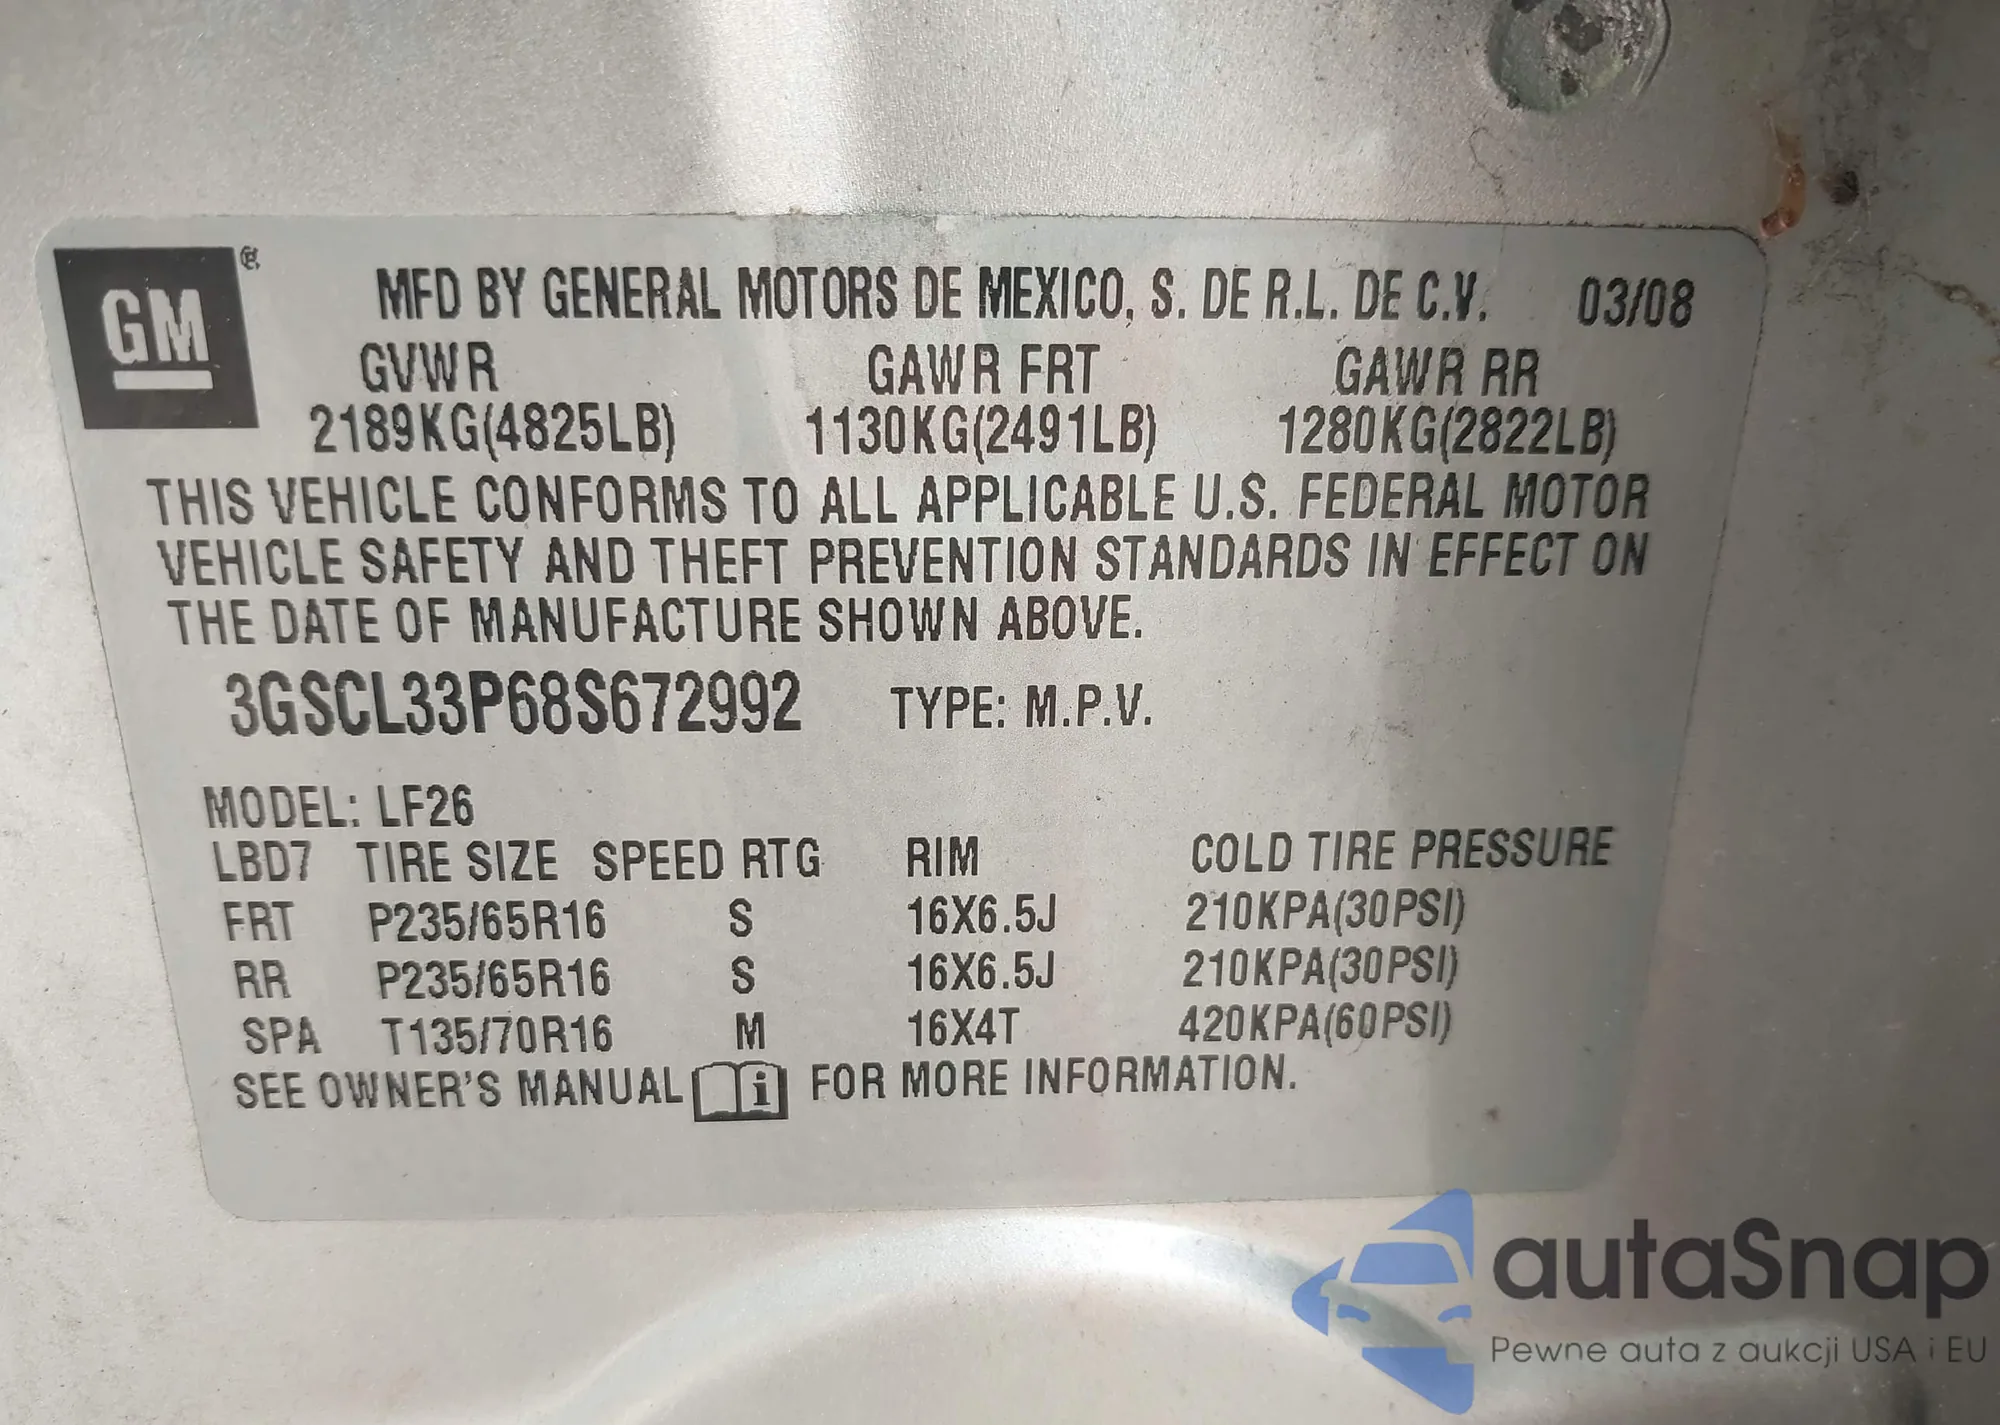 GM®
MFD BY GENERAL MOTORS DE MEXICO, S. DE R.L. DE C.V. 03/08
GVWR GAWR FRT GAWR RR
2189KG(4825LB) 1130KG(2491LB) 1280KG(2822LB)
THIS VEHICLE CONFORMS TO ALL APPLICABLE U.S. FEDERAL MOTOR
VEHICLE SAFETY AND THEFT PREVENTION STANDARDS IN EFFECT ON
THE DATE OF MANUFACTURE SHOWN ABOVE.
3GSCL33P68S672992 TYPE: M.P.V.
MODEL: LF26
LBD7 TIRE SIZE SPEED RTG RIM COLD TIRE PRESSURE
FRT P235/65R16 S 16X6.5J 210KPA(30PSI)
RR P235/65R16 S 16X6.5J 210KPA(30PSI)
SPA T135/70R16 M 16X4T 420KPA(60PSI)
SEE OWNER'S MANUAL i FOR MORE INFORMATION.
autaSnap
Pewne auta z aukcji USA i EU